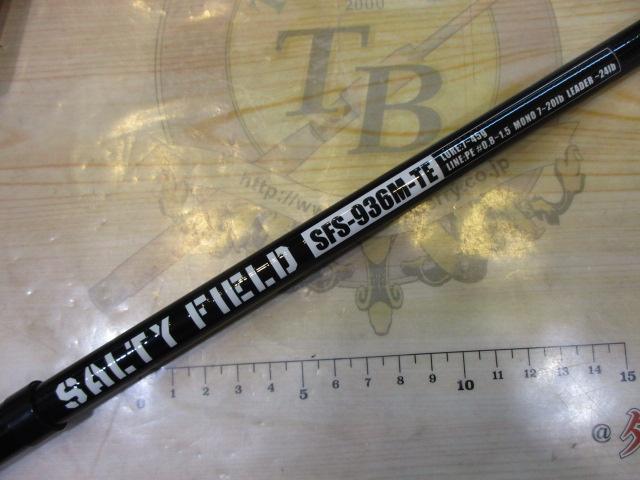 2000
TB
http://www
ry.co.jp
SALTY FIELD SFS-936M-TE
LURE:7-45g
LINE:PE #0.8-1.5 MONO 7-20lb LEADER -24lb
0 1 2 3 4 5 6 7 8 9 10 11 12 13 14 15
@